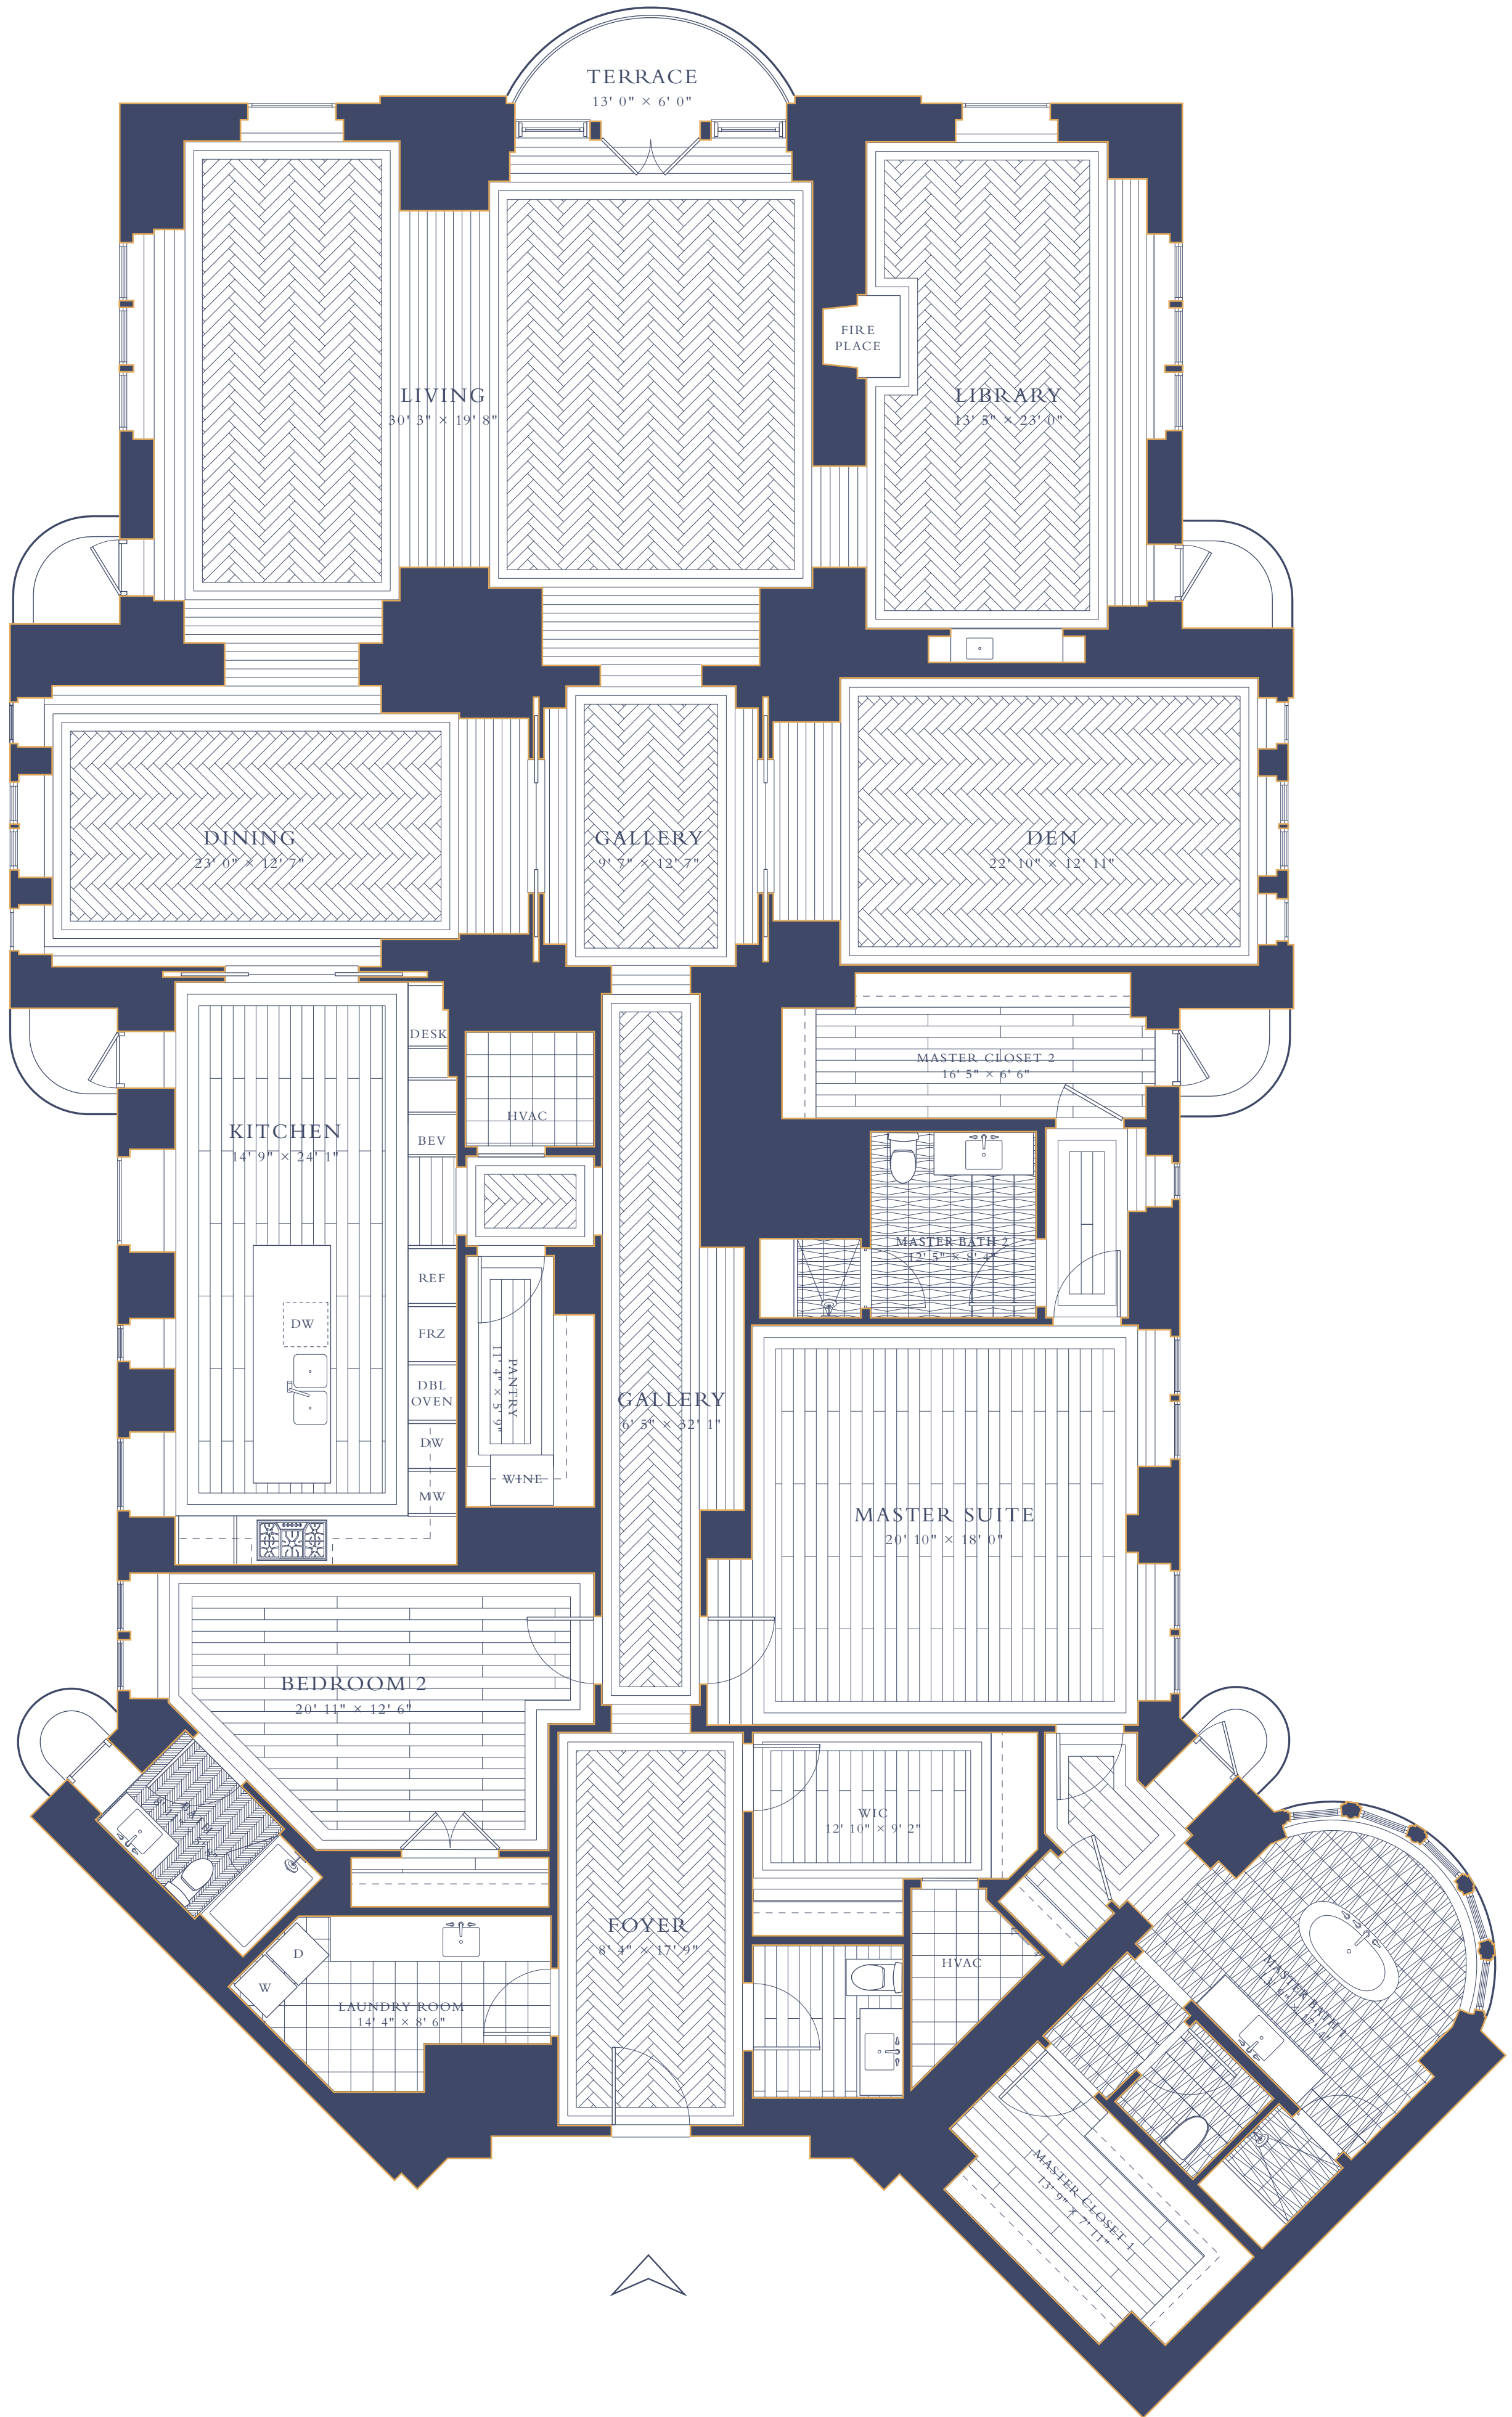 TERRACE
13' 0" × 6' 0"
FIRE
PLACE
LIVING
30' 3" × 19' 8"
LIBRARY
13' 5" × 23' 0"
DINING
23' 0" × 12' 7"
GALLERY
9' 7" × 12' 7"
DEN
22' 10" × 12' 11"
DESK
MASTER CLOSET 2
16' 5" × 6' 6"
HVAC
KITCHEN
14' 9" × 24' 1"
BEV
MASTER BATH 2
12' 5" × 8' 4"
REF
DW
FRZ
DBL
OVEN
PANTRY
11' 4" × 5' 9"
GALLERY
6' 5" × 32' 1"
DW
WINE
MW
MASTER SUITE
20' 10" × 18' 0"
BEDROOM 2
20' 11" × 12' 6"
BATH
WIC
12' 10" × 9' 2"
FOYER
8' 4" × 17' 9"
D
W
HVAC
MASTER BATH 1
LAUNDRY ROOM
14' 4" × 8' 6"
MASTER CLOSET 1
13' 9" × 7' 11"